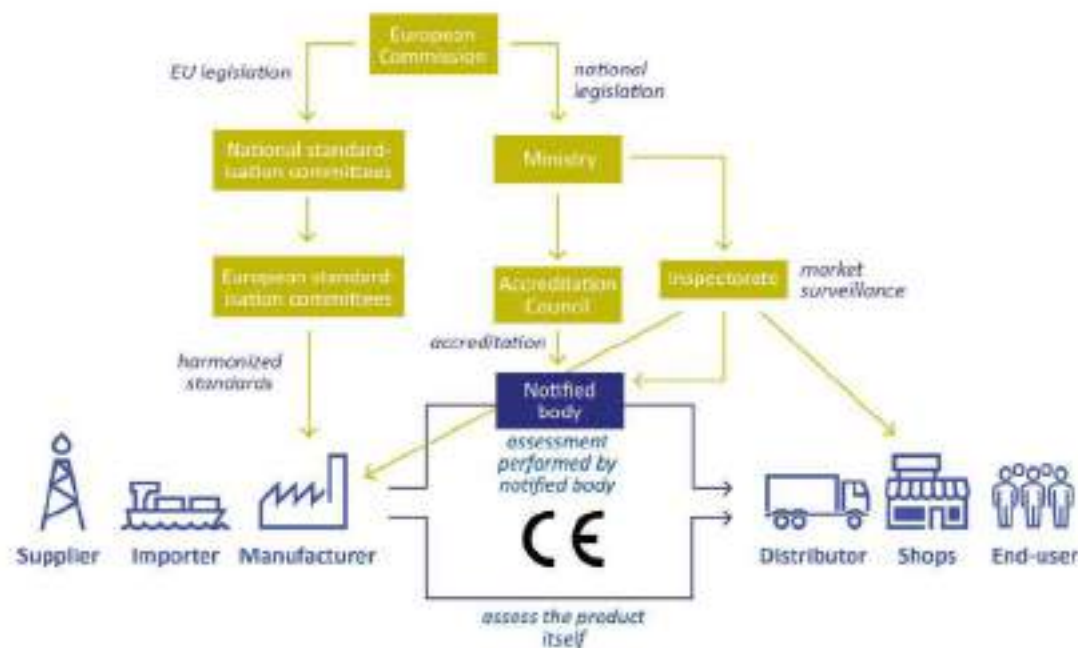 European
Commission
EU legislation
national
legislation
National standard-
isation committees
Ministry
European standard-
isation committees
Accreditation
Council
Inspectorate
market
surveillance
accreditation
harmonized
standards
Notified
body
assessment
performed by
notified body
CE
Supplier
Importer
Manufacturer
Distributor
Shops
End-user
assess the product
itself